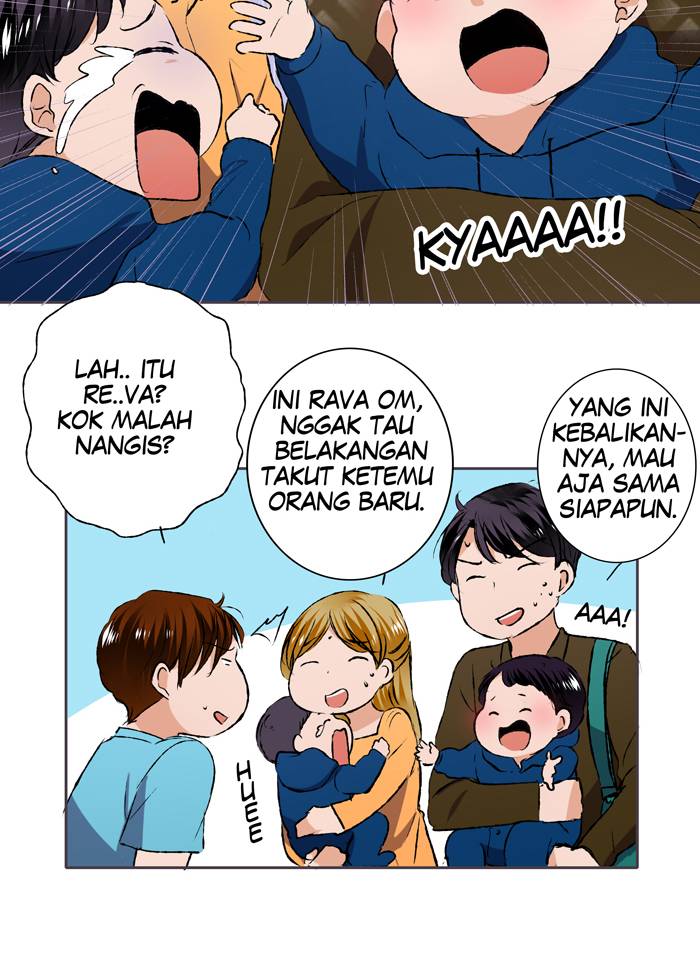 KYAAAA!!
LAH.. ITU
RE..VA?
KOK MALAH
NANGIS?
INI RAVA OM,
NGGAK TAU
BELAKANGAN
TAKUT KETEMU
ORANG BARU.
YANG INI
KEBALIKAN-
NYA, MAU
AJA SAMA
SIAPAPUN.
AAA!
HUEE